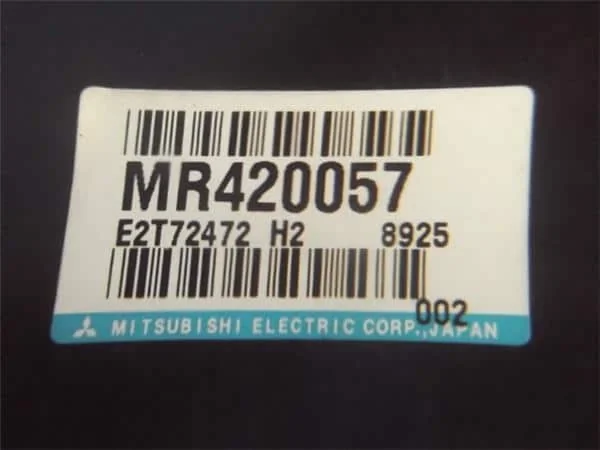 MR420057
E2T72472 H2 8925
002
MITSUBISHI ELECTRIC CORP.,JAPAN